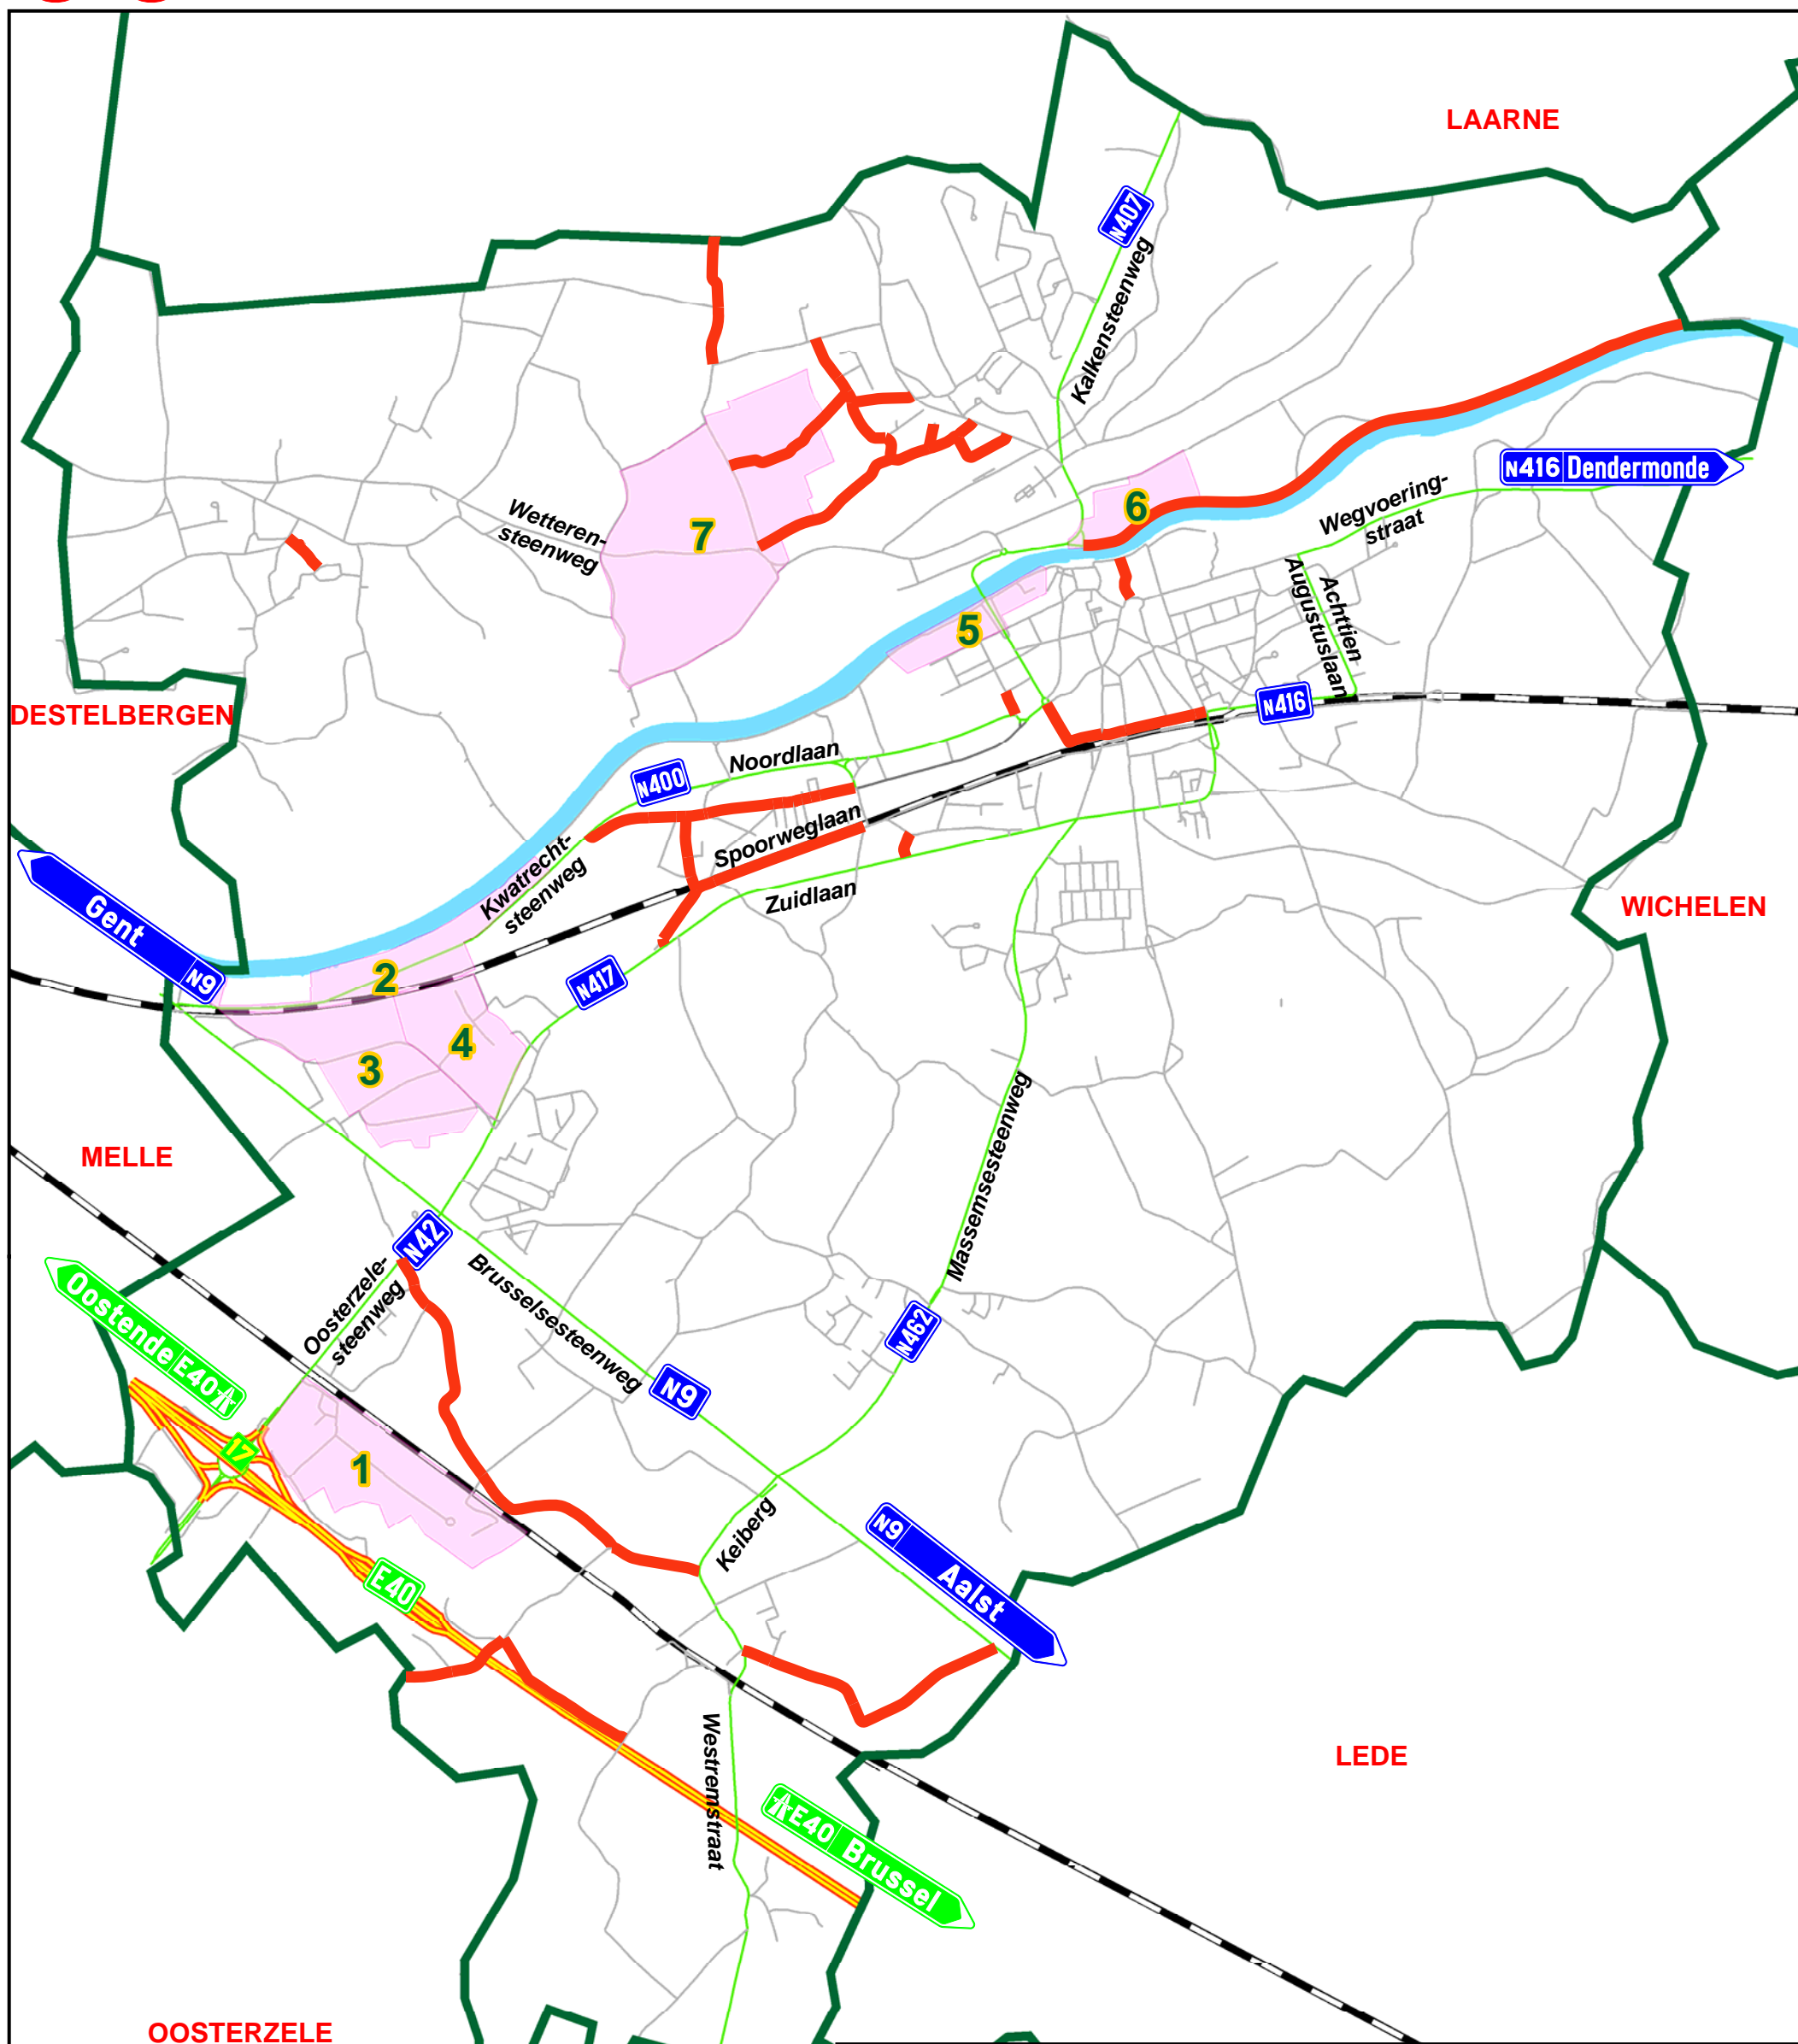 LAARNE
N407
Kalkensteenweg
N416 Dendermonde
Wegvoering-
straat
6
Wetteren-
steenweg
7
Achttien
Augustuslaan
5
DESTELBERGEN
N416
Noordlaan
N400
Spoorweglaan
Kwatrecht-
steenweg
Zuidlaan
WICHELEN
Gent N9
2
N417
4
3
MELLE
Massemsesteenweg
N42
Oosterzele-
steenweg
Brusselsesteenweg
Oostende E40
N462
N9
17
1
Keiberg
N9 Aalst
E40
Westremstraat
LEDE
E40 Brussel
OOSTERZELE